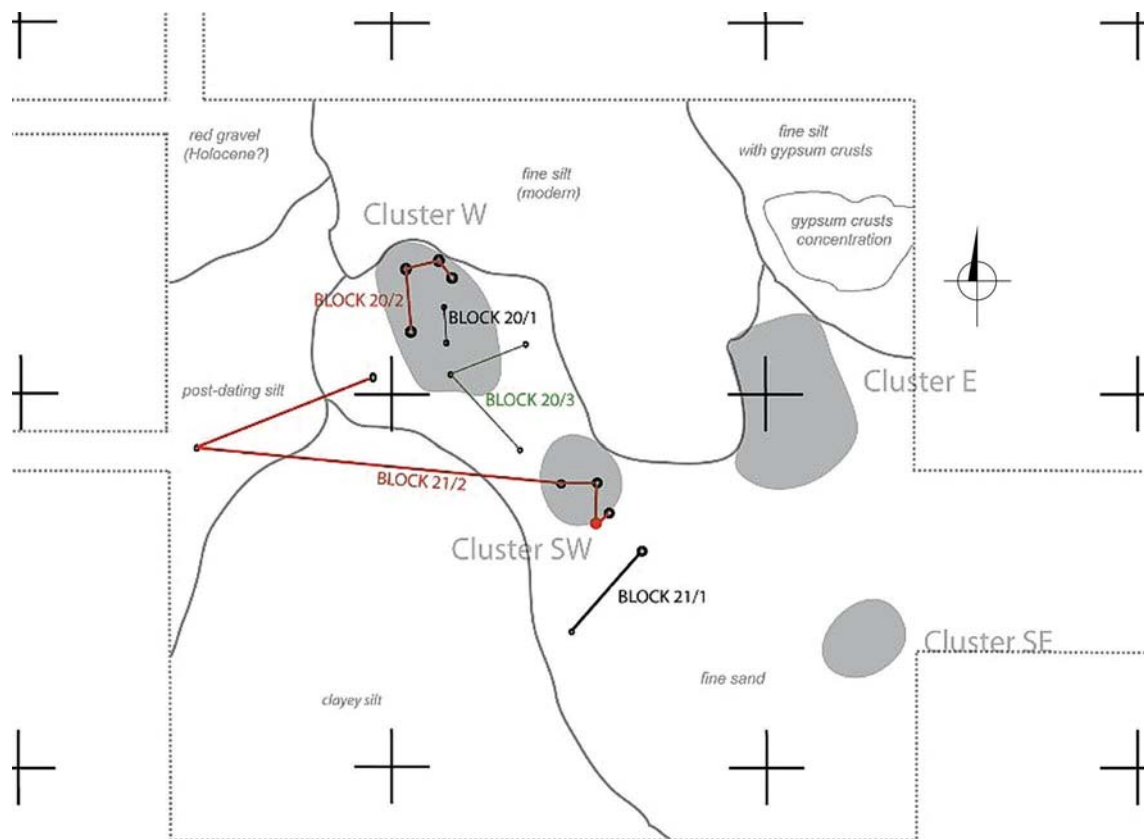 red gravel
(Holocene?)
fine silt
with gypsum crusts
fine silt
(modern)
Cluster W
gypsum crusts
concentration
BLOCK 20/2
BLOCK 20/1
post-dating silt
Cluster E
BLOCK 20/3
BLOCK 21/2
Cluster SW
BLOCK 21/1
Cluster SE
fine sand
clayey silt